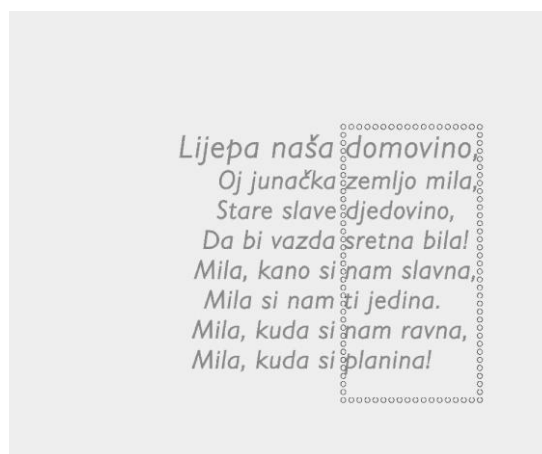 Lijepa naša domovino,
Oj junačka zemljo mila,
Stare slave djedovino,
Da bi vazda sretna bila!
Mila, kano si nam slavna,
Mila si nam ti jedina.
Mila, kuda si nam ravna,
Mila, kuda si planina!